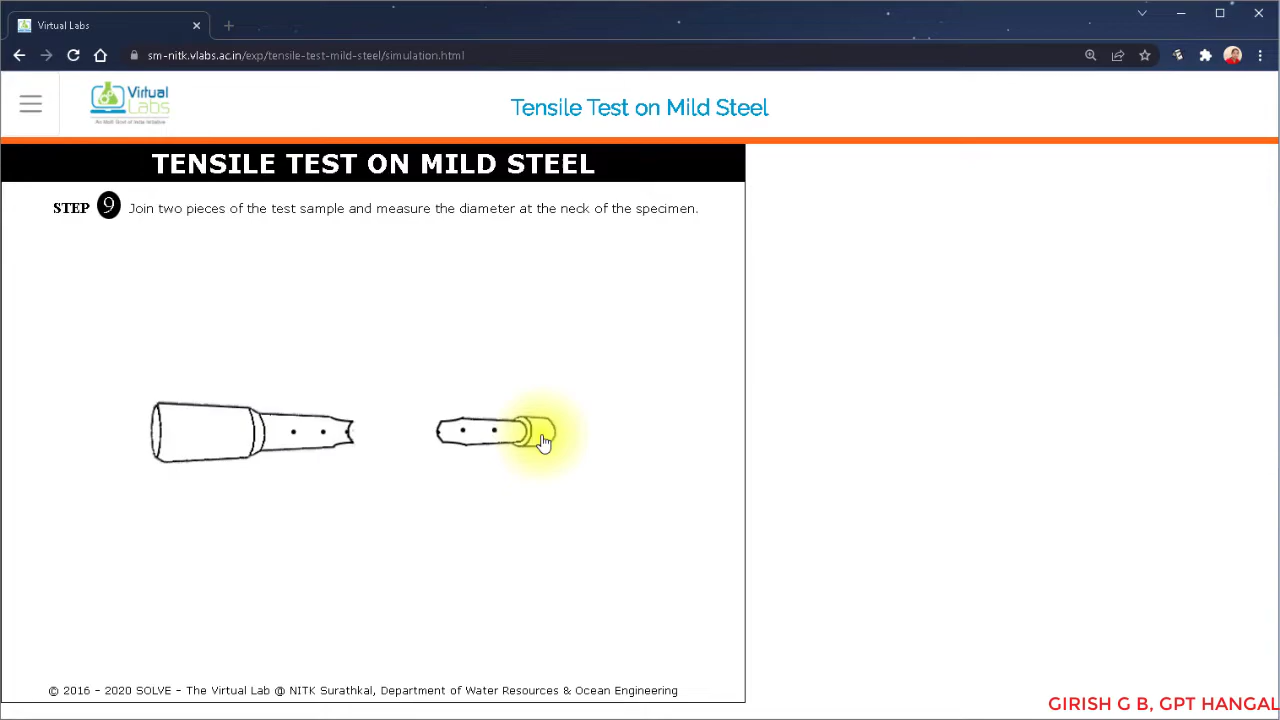 Virtual Labs
sm-nitk.vlabs.ac.in/exp/tensile-test-mild-steel/simulation.html
Virtual
Labs
Tensile Test on Mild Steel
TENSILE TEST ON MILD STEEL
STEP 9 Join two pieces of the test sample and measure the diameter at the neck of the specimen.
© 2016 - 2020 SOLVE - The Virtual Lab @ NITK Surathkal, Department of Water Resources & Ocean Engineering
GIRISH G B, GPT HANGAL